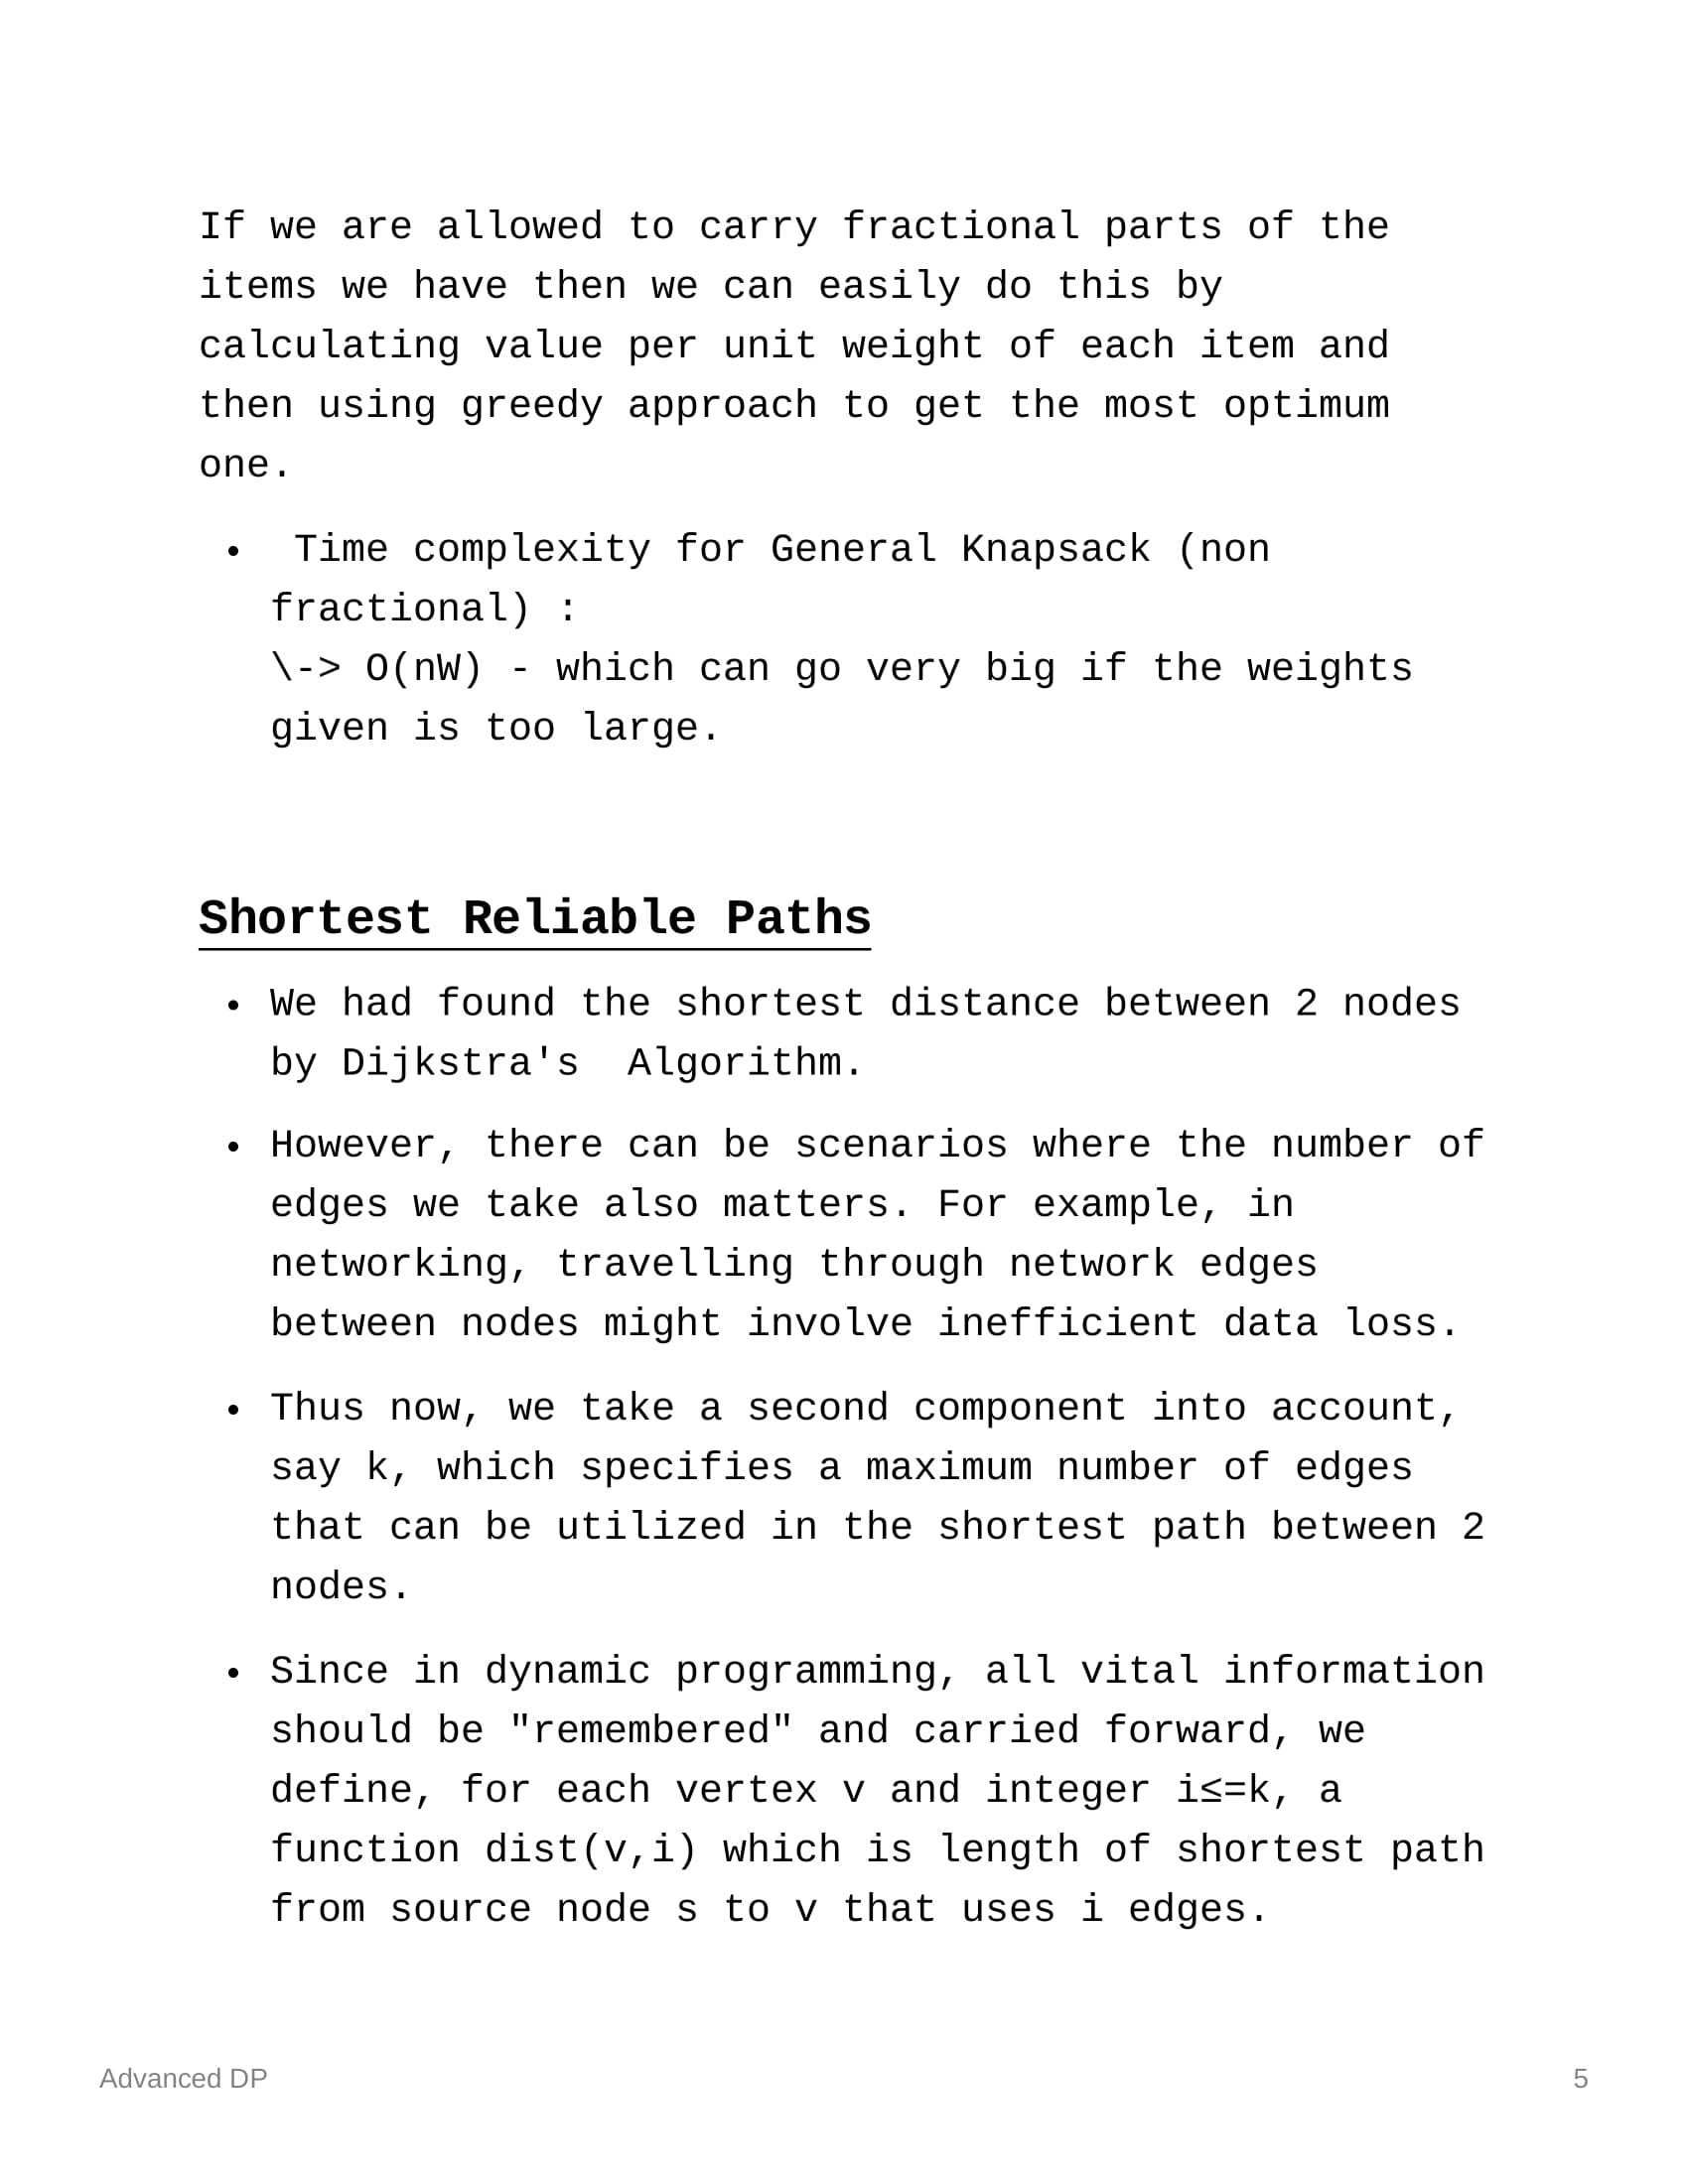 If we are allowed to carry fractional parts of the
items we have then we can easily do this by
calculating value per unit weight of each item and
then using greedy approach to get the most optimum
one.
• Time complexity for General Knapsack (non
fractional) :
\-> O(nW) - which can go very big if the weights
given is too large.
Shortest Reliable Paths
• We had found the shortest distance between 2 nodes
by Dijkstra's  Algorithm.
• However, there can be scenarios where the number of
edges we take also matters. For example, in
networking, travelling through network edges
between nodes might involve inefficient data loss.
• Thus now, we take a second component into account,
say k, which specifies a maximum number of edges
that can be utilized in the shortest path between 2
nodes.
• Since in dynamic programming, all vital information
should be "remembered" and carried forward, we
define, for each vertex v and integer i≤=k, a
function dist(v,i) which is length of shortest path
from source node s to v that uses i edges.
Advanced DP 5